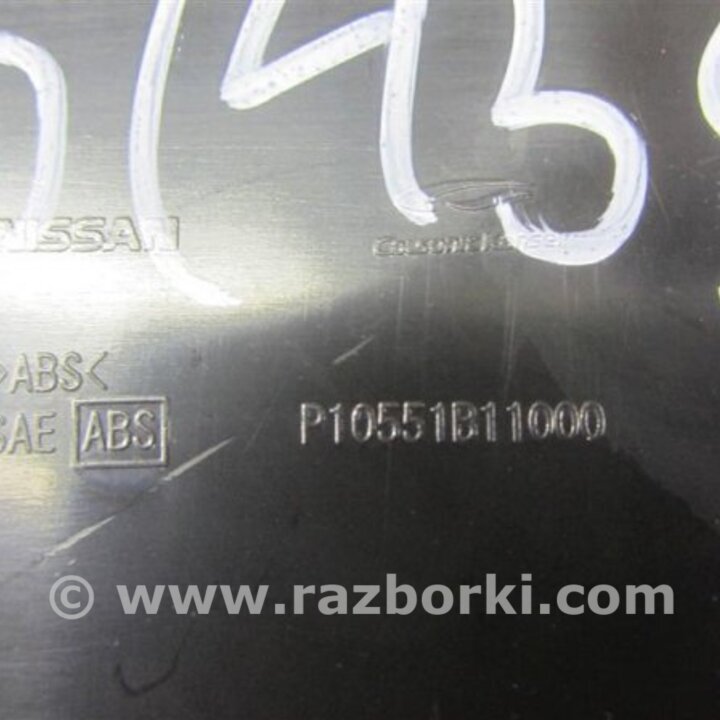 NISSAN
>ABS<
SAE ABS
P10551B11000
© www.razborki.com